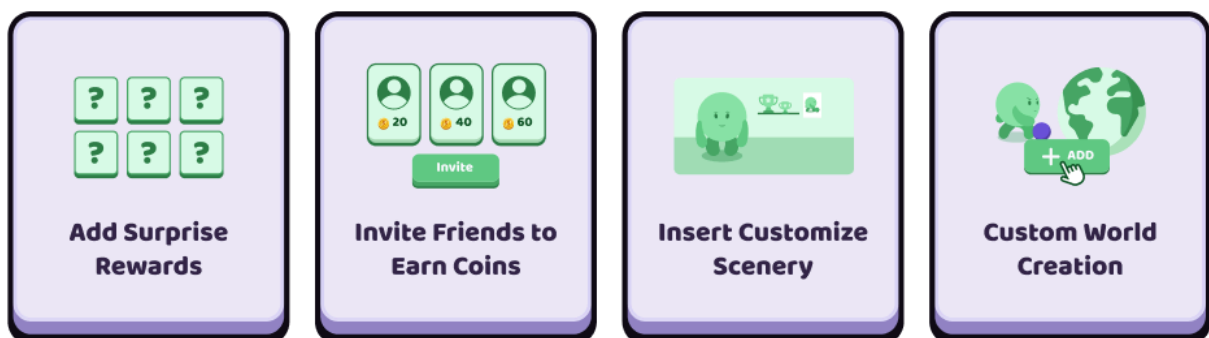 ? ? ?
? ? ?
Add Surprise
Rewards
20 40 60
Invite
Invite Friends to
Earn Coins
Insert Customize
Scenery
+ ADD
Custom World
Creation